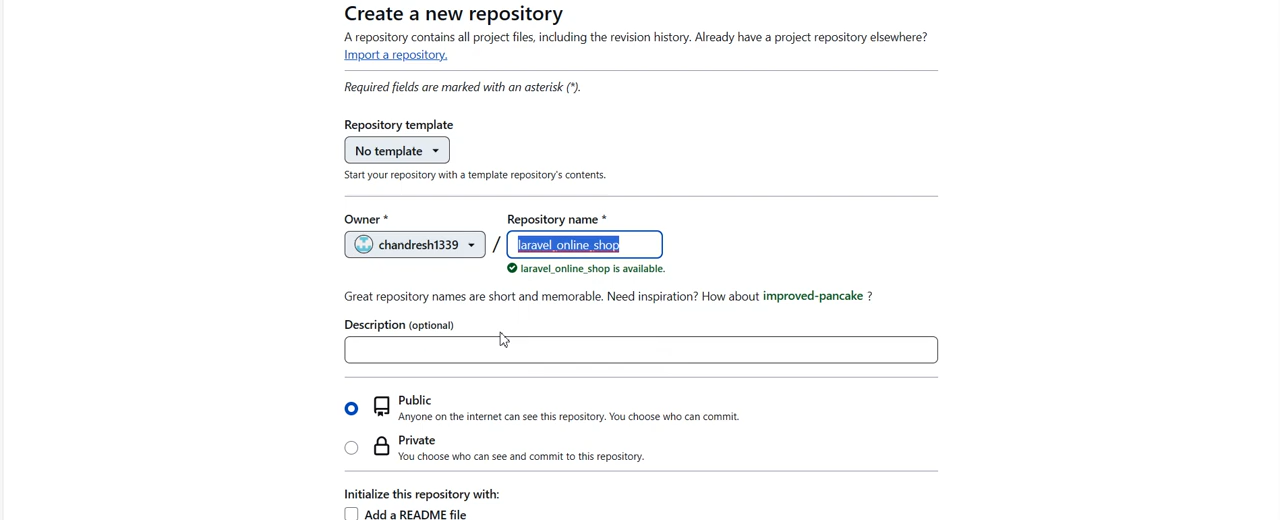 Create a new repository
A repository contains all project files, including the revision history. Already have a project repository elsewhere?
Import a repository.
Required fields are marked with an asterisk (*).
Repository template
No template
Start your repository with a template repository's contents.
Owner * Repository name *
chandresh1339 / laravel_online_shop
laravel_online_shop is available.
Great repository names are short and memorable. Need inspiration? How about improved-pancake ?
Description (optional)
Public
Anyone on the internet can see this repository. You choose who can commit.
Private
You choose who can see and commit to this repository.
Initialize this repository with:
Add a README file